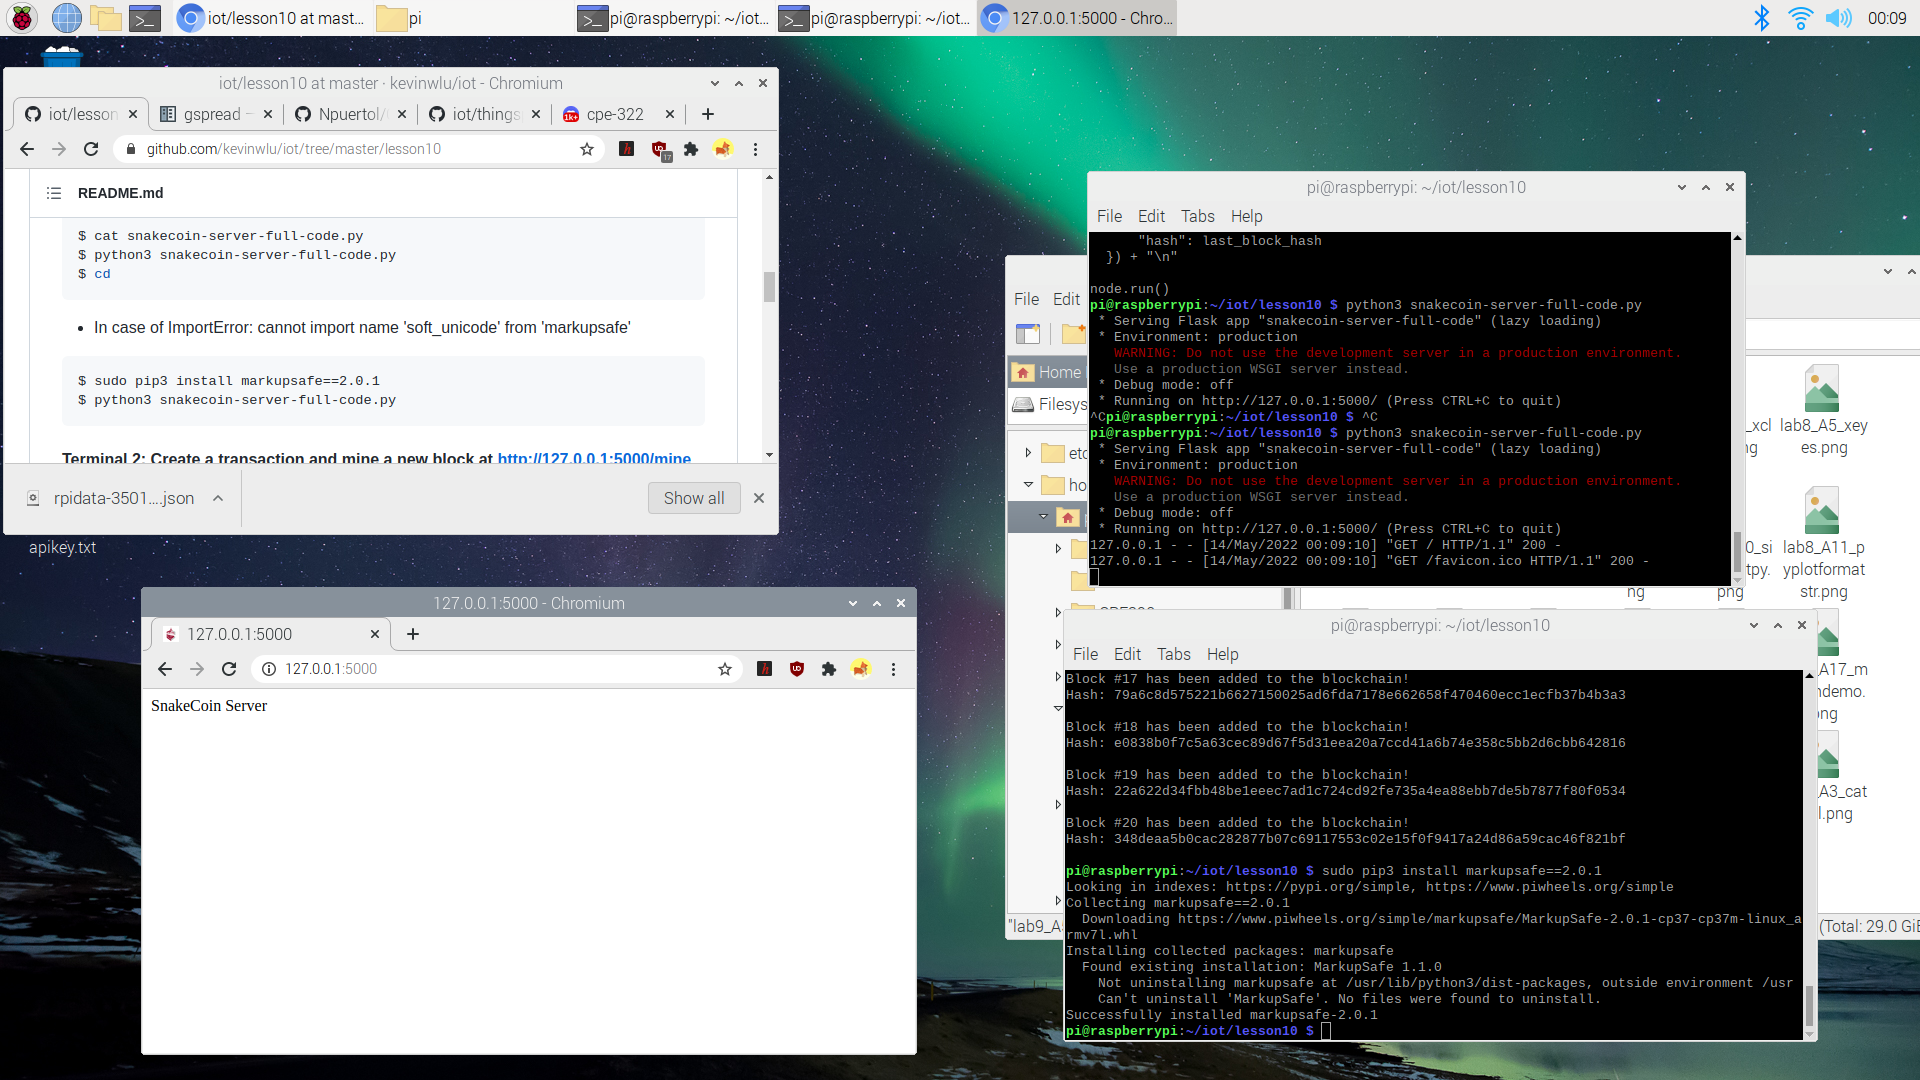 iot/lesson10 at mast...
pi
pi@raspberrypi: ~/iot...
pi@raspberrypi: ~/iot...
127.0.0.1:5000 - Chro...
00:09
iot/lesson10 at master · kevinwlu/iot - Chromium
iot/lesson
gspread —
Npuertol/
iot/things
1k+
cpe-322
github.com/kevinwlu/iot/tree/master/lesson10
17
README.md
$ cat snakecoin-server-full-code.py
$ python3 snakecoin-server-full-code.py
$ cd
• In case of ImportError: cannot import name 'soft_unicode' from 'markupsafe'
$ sudo pip3 install markupsafe==2.0.1
$ python3 snakecoin-server-full-code.py
Terminal 2: Create a transaction and mine a new block at http://127.0.0.1:5000/mine
rpidata-3501....json
Show all
apikey.txt
127.0.0.1:5000 - Chromium
127.0.0.1:5000
127.0.0.1:5000
SnakeCoin Server
File Edit
Home
Filesys
etc
ho
"lab9_A
(Total: 29.0 GiB
lab8_A5_xey
es.png
lab8_A11_p
yplotformat
str.png
ng
png
A17_m
ndemo.
png
A3_cat
l.png
pi@raspberrypi: ~/iot/lesson10
File Edit Tabs Help
"hash": last_block_hash
}) + "\n"
node.run()
pi@raspberrypi:~/iot/lesson10 $ python3 snakecoin-server-full-code.py
* Serving Flask app "snakecoin-server-full-code" (lazy loading)
* Environment: production
WARNING: Do not use the development server in a production environment.
Use a production WSGI server instead.
* Debug mode: off
* Running on http://127.0.0.1:5000/ (Press CTRL+C to quit)
^Cpi@raspberrypi:~/iot/lesson10 $ ^C
pi@raspberrypi:~/iot/lesson10 $ python3 snakecoin-server-full-code.py
* Serving Flask app "snakecoin-server-full-code" (lazy loading)
* Environment: production
WARNING: Do not use the development server in a production environment.
Use a production WSGI server instead.
* Debug mode: off
* Running on http://127.0.0.1:5000/ (Press CTRL+C to quit)
127.0.0.1 - - [14/May/2022 00:09:10] "GET / HTTP/1.1" 200 -
127.0.0.1 - - [14/May/2022 00:09:10] "GET /favicon.ico HTTP/1.1" 200 -
pi@raspberrypi: ~/iot/lesson10
File Edit Tabs Help
Block #17 has been added to the blockchain!
Hash: 79a6c8d575221b6627150025ad6fda7178e662658f470460ecc1ecfb37b4b3a3
Block #18 has been added to the blockchain!
Hash: e0838b0f7c5a63cec89d67f5d31eea20a7ccd41a6b74e358c5bb2d6cbb642816
Block #19 has been added to the blockchain!
Hash: 22a622d34fbb48be1eeec7ad1c724cd92fe735a4ea88ebb7de5b7877f80f0534
Block #20 has been added to the blockchain!
Hash: 348deaa5b0cac282877b07c69117553c02e15f0f9417a24d86a59cac46f821bf
pi@raspberrypi:~/iot/lesson10 $ sudo pip3 install markupsafe==2.0.1
Looking in indexes: https://pypi.org/simple, https://www.piwheels.org/simple
Collecting markupsafe==2.0.1
Downloading https://www.piwheels.org/simple/markupsafe/MarkupSafe-2.0.1-cp37-cp37m-linux_a
rmv7l.whl
Installing collected packages: markupsafe
Found existing installation: MarkupSafe 1.1.0
Not uninstalling markupsafe at /usr/lib/python3/dist-packages, outside environment /usr
Can't uninstall 'MarkupSafe'. No files were found to uninstall.
Successfully installed markupsafe-2.0.1
pi@raspberrypi:~/iot/lesson10 $